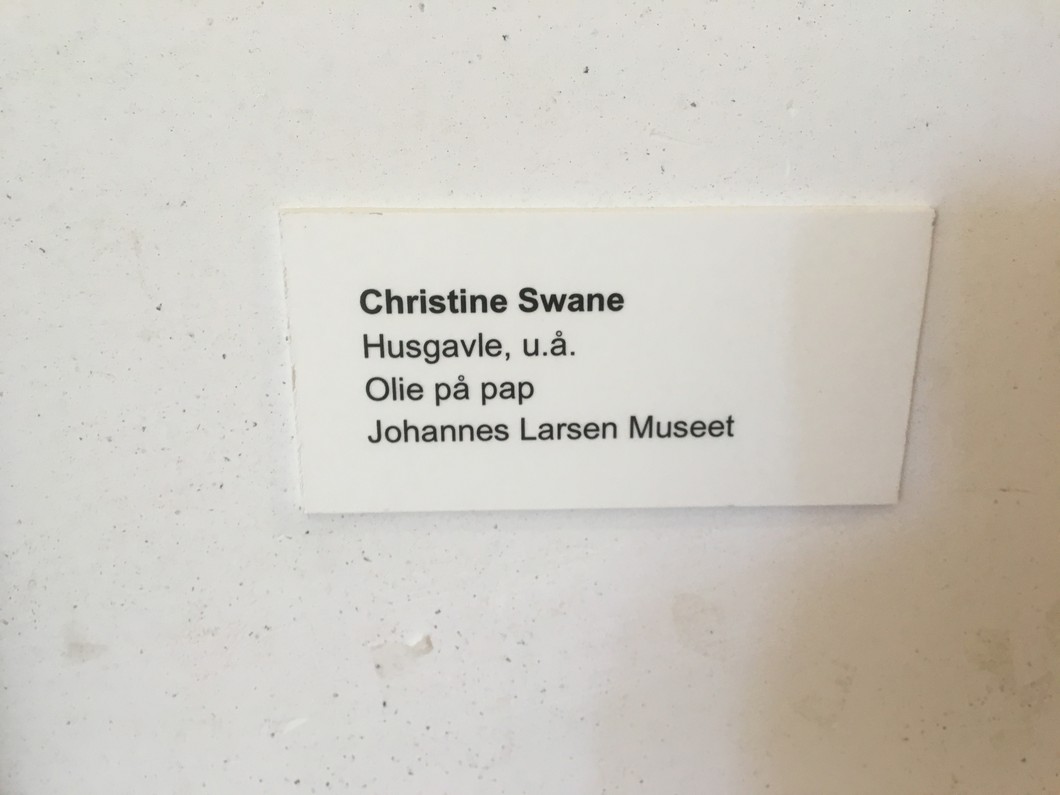 Christine Swane
Husgavle, u.å.
Olie på pap
Johannes Larsen Museet